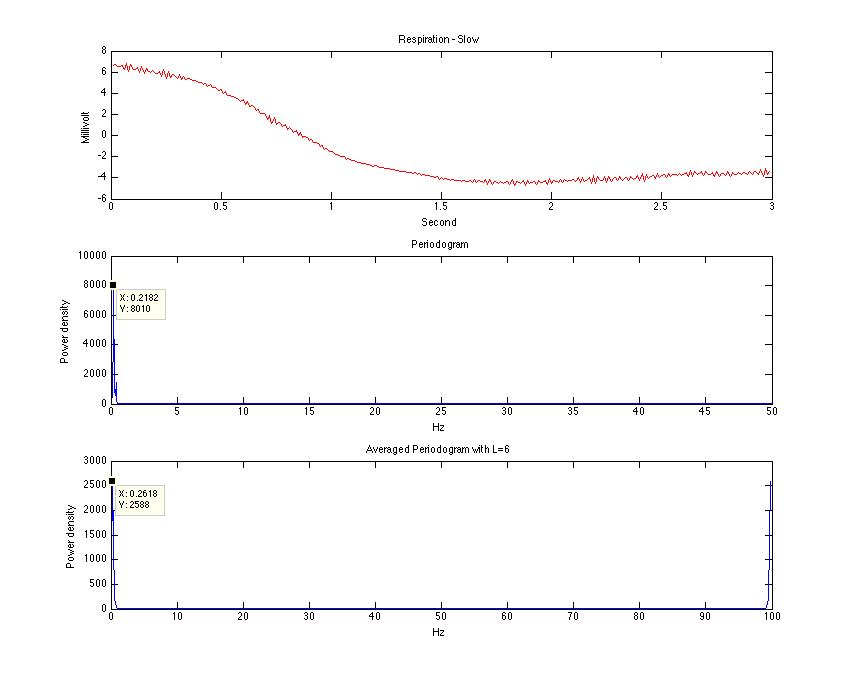 Respiration - Slow
8
6
4
2
0
-2
-4
-6
Millivolt
0 0.5 1 1.5 2 2.5 3
Second
Periodogram
10000
8000
6000
4000
2000
0
Power density
X: 0.2182
Y: 8010
0 5 10 15 20 25 30 35 40 45 50
Hz
Averaged Periodogram with L=6
3000
2500
2000
1500
1000
500
0
Power density
X: 0.2618
Y: 2588
0 10 20 30 40 50 60 70 80 90 100
Hz